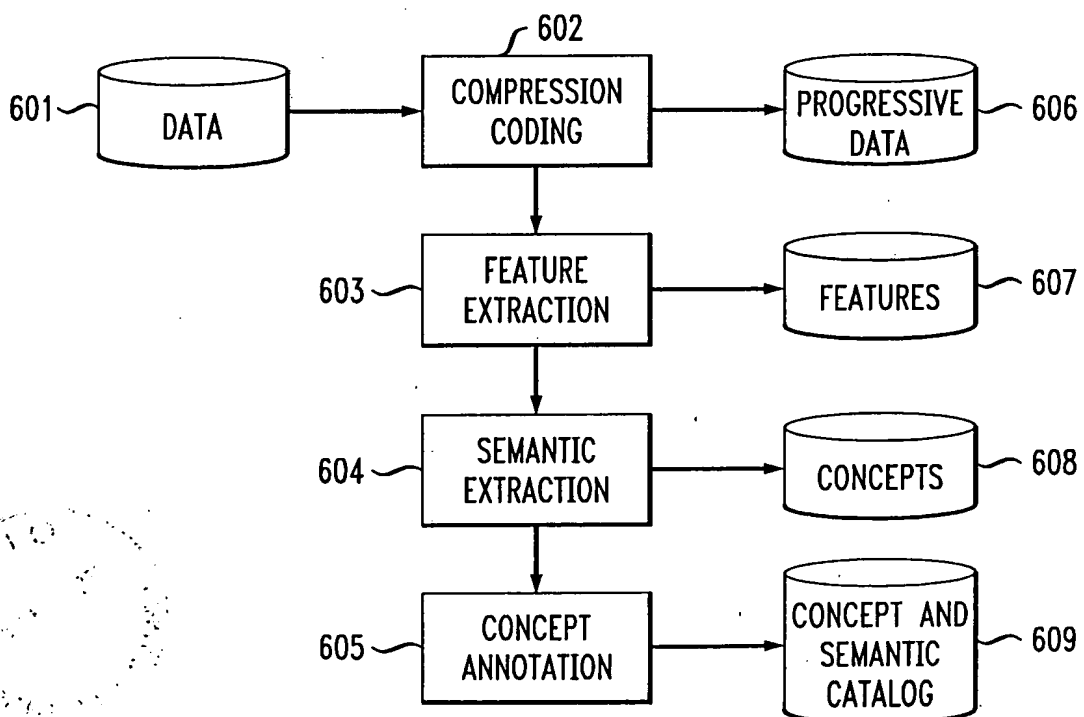 602
601
DATA
COMPRESSION
CODING
PROGRESSIVE
DATA
606
603
FEATURE
EXTRACTION
FEATURES
607
604
SEMANTIC
EXTRACTION
CONCEPTS
608
605
CONCEPT
ANNOTATION
CONCEPT AND
SEMANTIC
CATALOG
609